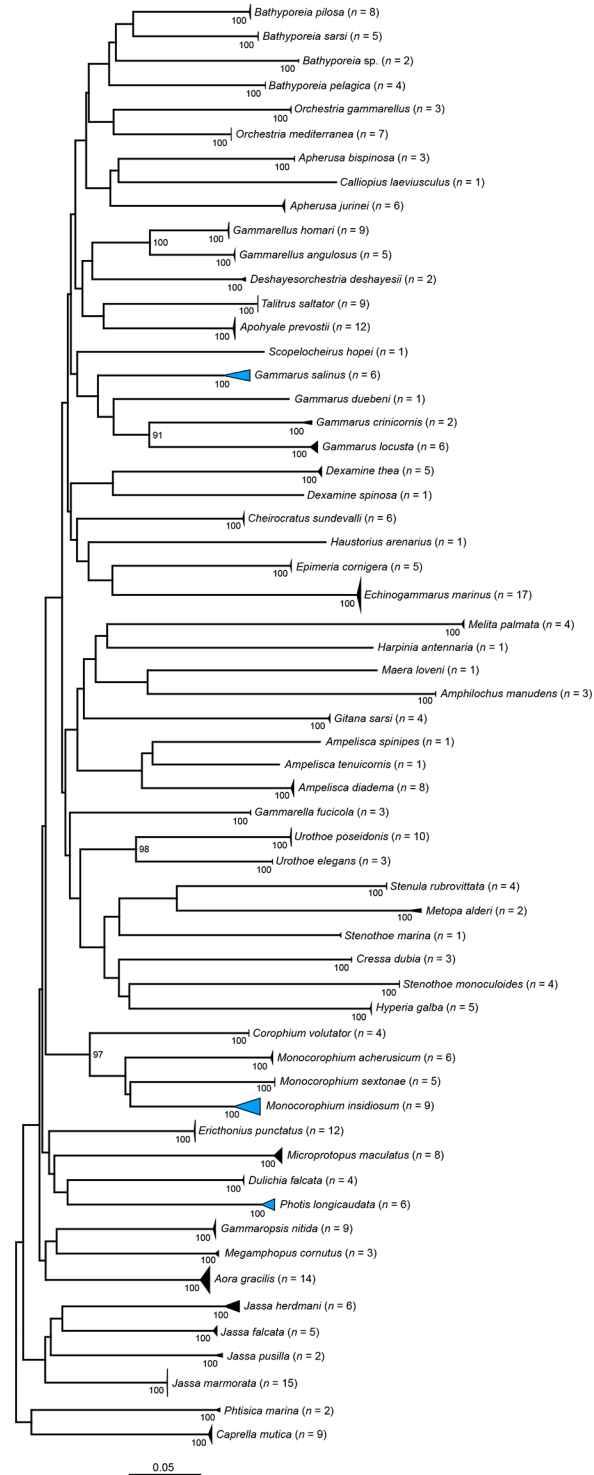 Bathyporeia pilosa (n = 8)
100
Bathyporeia sarsi (n = 5)
100
Bathyporeia sp. (n = 2)
100
Bathyporeia pelagica (n = 4)
100
Orchestria gammarellus (n = 3)
100
Orchestria mediterranea (n = 7)
100
Apherusa bispinosa (n = 3)
100
Calliopius laeviusculus (n = 1)
Apherusa jurinei (n = 6)
100
Gammarellus homari (n = 9)
100
100
Gammarellus angulosus (n = 5)
100
Deshayesorchestria deshayesii (n = 2)
100
Talitrus saltator (n = 9)
100
Apohyale prevostii (n = 12)
100
Scopelocheirus hopei (n = 1)
Gammarus salinus (n = 6)
100
Gammarus duebeni (n = 1)
Gammarus crinicornis (n = 2)
100
91
Gammarus locusta (n = 6)
100
Dexamine thea (n = 5)
100
Dexamine spinosa (n = 1)
Cheirocratus sundevalli (n = 6)
100
Haustorius arenarius (n = 1)
Epimeria cornigera (n = 5)
100
Echinogammarus marinus (n = 17)
100
Melita palmata (n = 4)
100
Harpinia antennaria (n = 1)
Maera loveni (n = 1)
Amphilochus manudens (n = 3)
100
Gitana sarsi (n = 4)
100
Ampelisca spinipes (n = 1)
Ampelisca tenuicornis (n = 1)
Ampelisca diadema (n = 8)
100
Gammarella fucicola (n = 3)
100
Urothoe poseidonis (n = 10)
100
98
Urothoe elegans (n = 3)
100
Stenula rubrovittata (n = 4)
100
Metopa alderi (n = 2)
100
Stenothoe marina (n = 1)
100
Cressa dubia (n = 3)
100
Stenothoe monoculoides (n = 4)
100
Hyperia galba (n = 5)
100
Corophium volutator (n = 4)
100
97
Monocorophium acherusicum (n = 6)
100
Monocorophium sextonae (n = 5)
100
Monocorophium insidiosum (n = 9)
100
Ericthonius punctatus (n = 12)
100
Microprotopus maculatus (n = 8)
100
Dulichia falcata (n = 4)
100
Photis longicaudata (n = 6)
100
Gammaropsis nitida (n = 9)
100
Megamphopus cornutus (n = 3)
100
Aora gracilis (n = 14)
100
Jassa herdmani (n = 6)
100
Jassa falcata (n = 5)
100
Jassa pusilla (n = 2)
100
Jassa marmorata (n = 15)
100
Phtisica marina (n = 2)
100
Caprella mutica (n = 9)
100
0.05